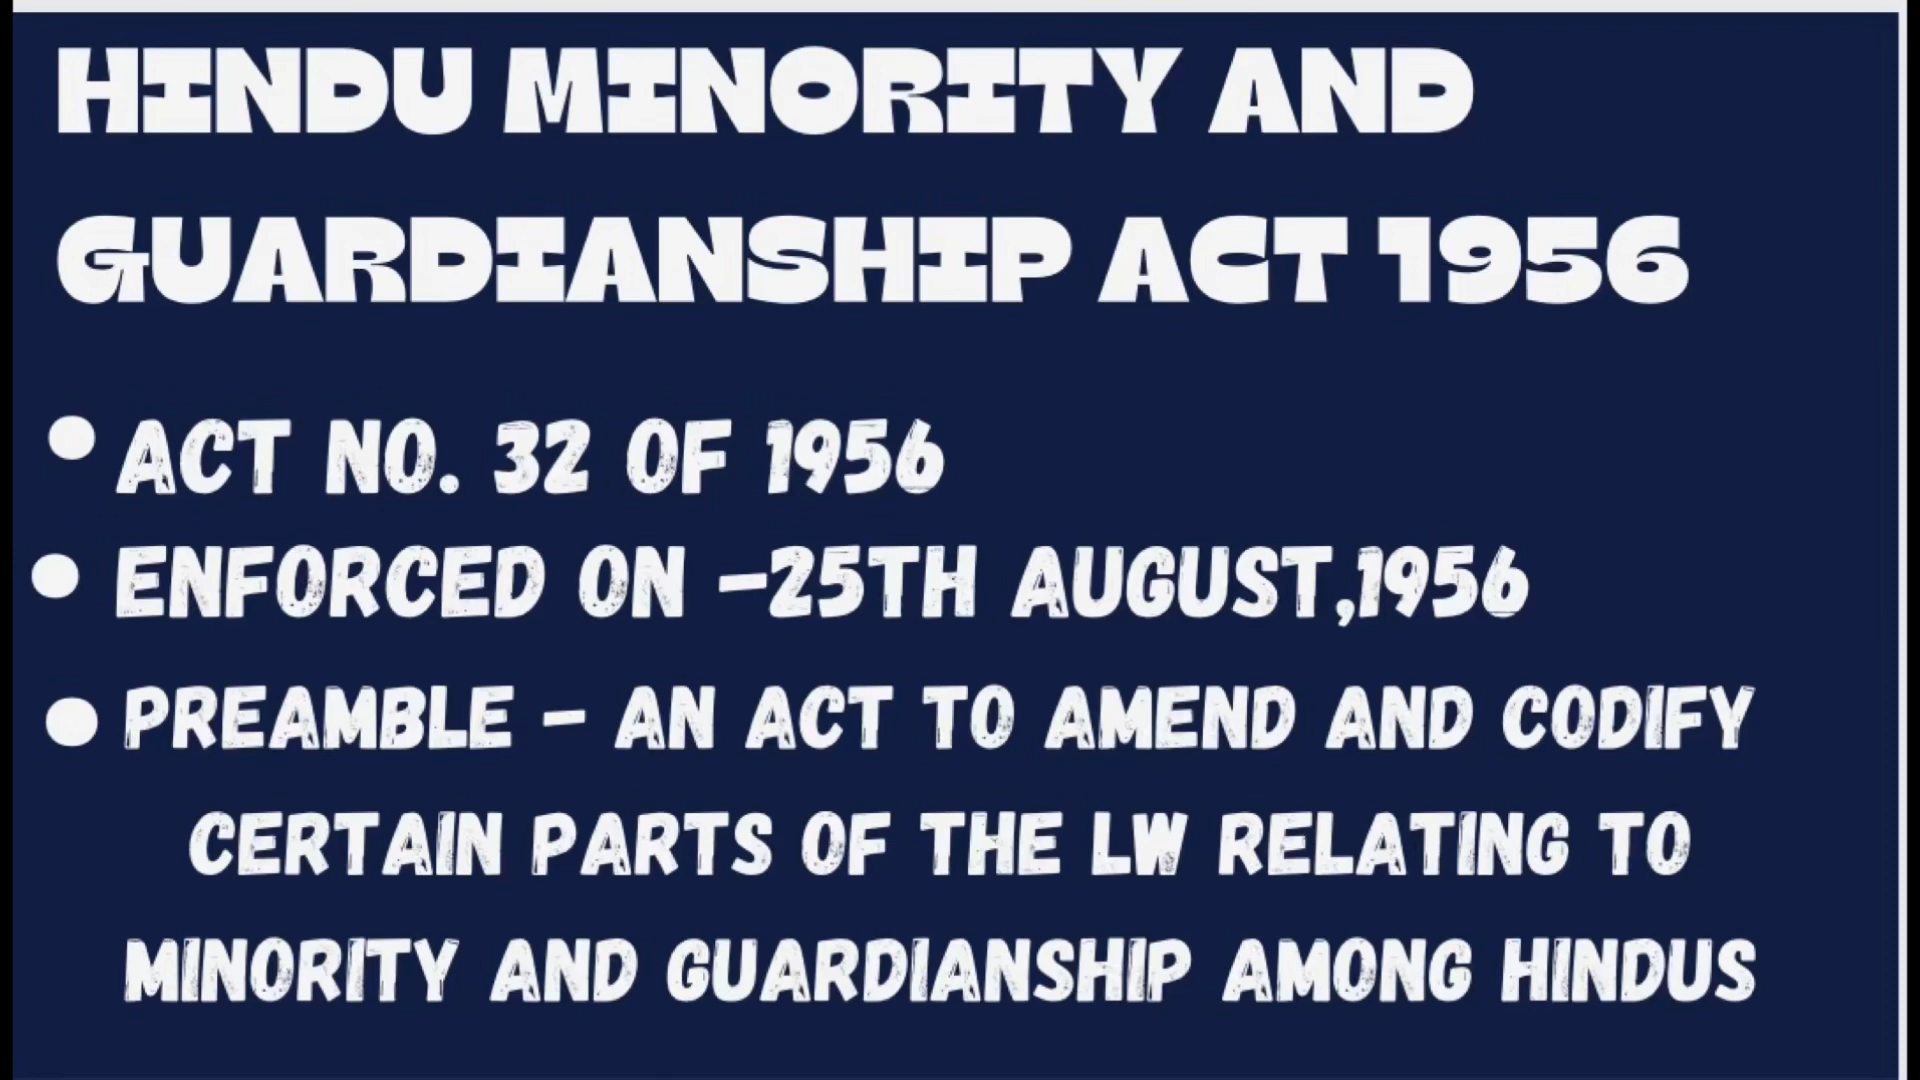 HINDU MINORITY AND
GUARDIANSHIP ACT 1956
• ACT NO. 32 OF 1956
• ENFORCED ON –25TH AUGUST,1956
• PREAMBLE – AN ACT TO AMEND AND CODIFY
CERTAIN PARTS OF THE LW RELATING TO
MINORITY AND GUARDIANSHIP AMONG HINDUS